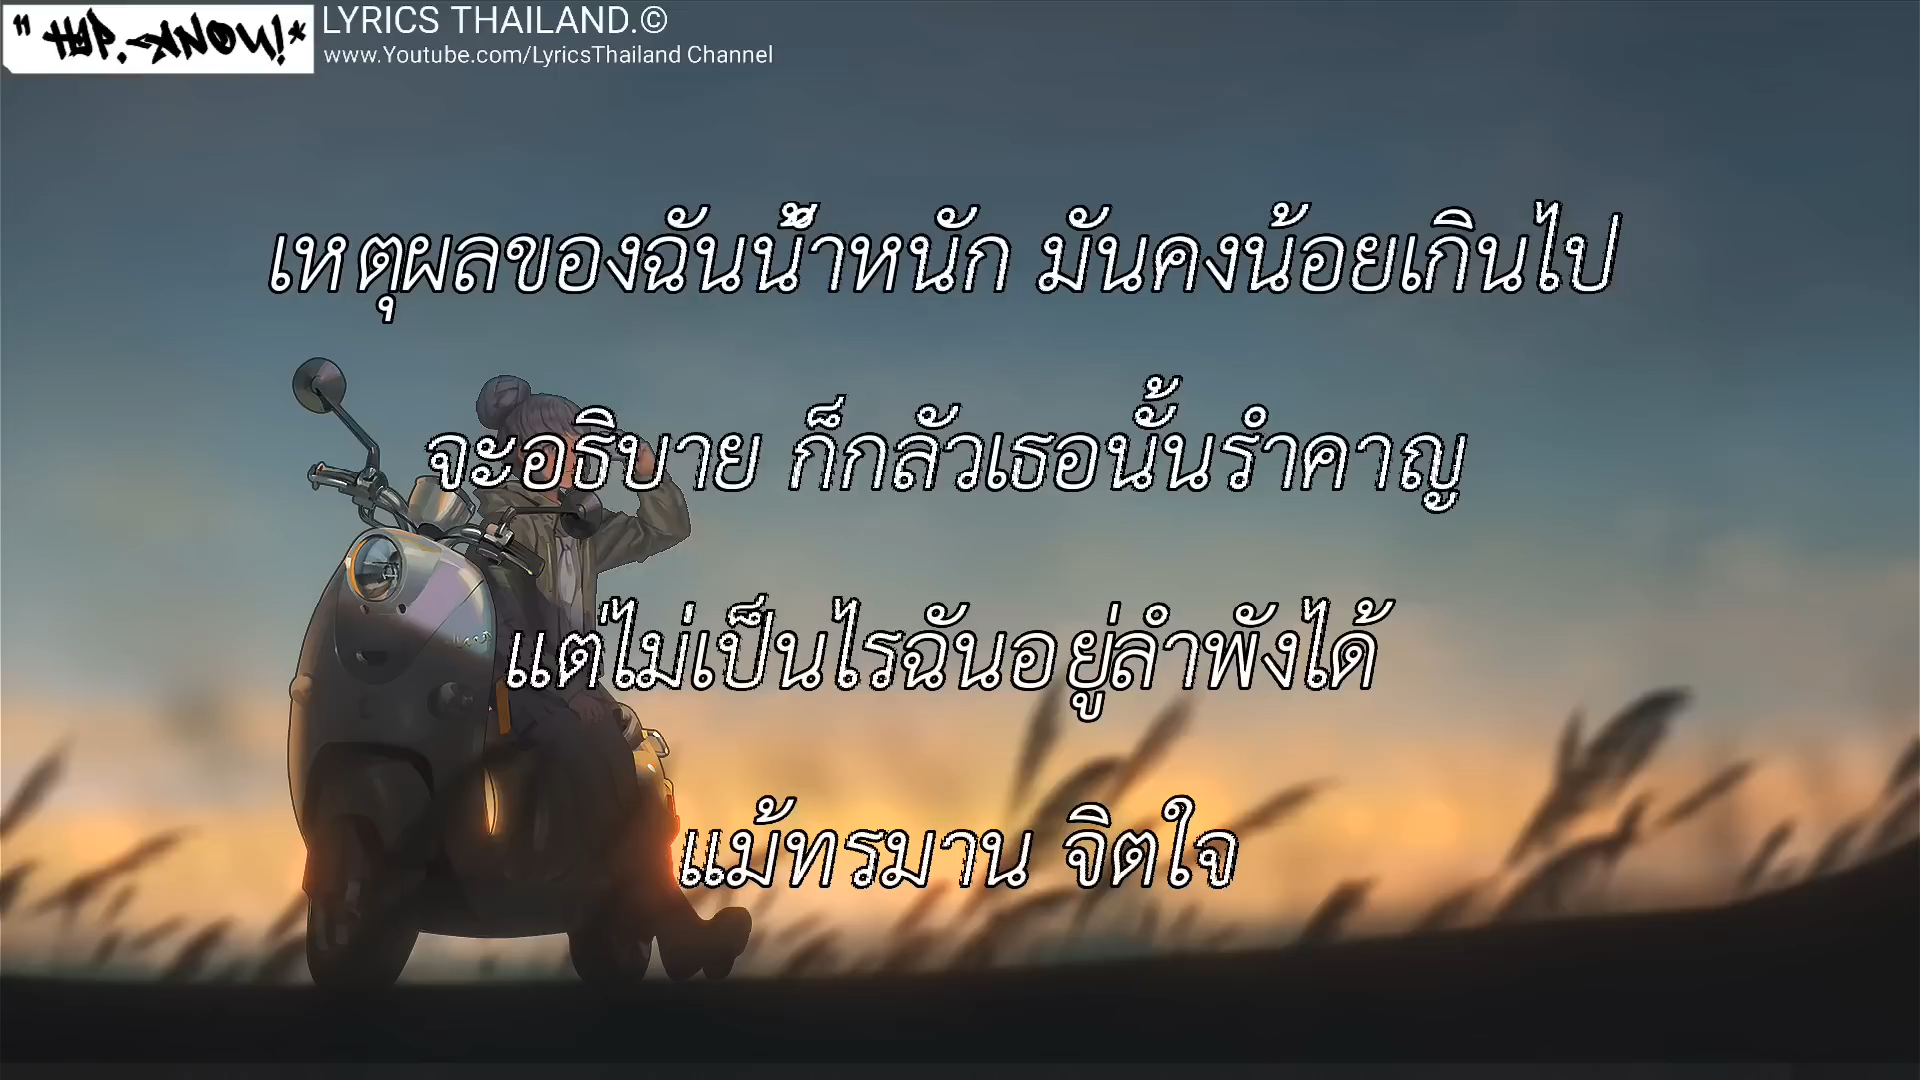 " HYP.-KNOW! *
LYRICS THAILAND.©
www.Youtube.com/LyricsThailand Channel
เหตุผลของฉันน้ำหนัก มันคงน้อยเกินไป
จะอธิบาย ก็กลัวเธอนั้นรำคาญ
แต่ไม่เป็นไรฉันอยู่ลำพังได้
แม้ทรมาน จิตใจ